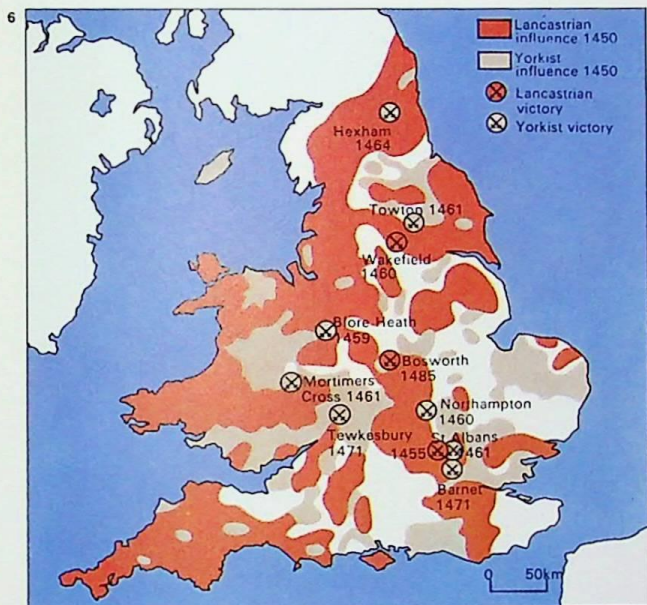 6
Lancastrian
influence 1450
Yorkist
influence 1450
Lancastrian
victory
Yorkist victory
Hexham
1464
Towton 1461
Wakefield
1460
Blore Heath
1459
Bosworth
1485
Mortimers
Cross 1461
Northampton
1460
Tewkesbury
1471
St Albans
1455
1461
Barnet
1471
0 50km